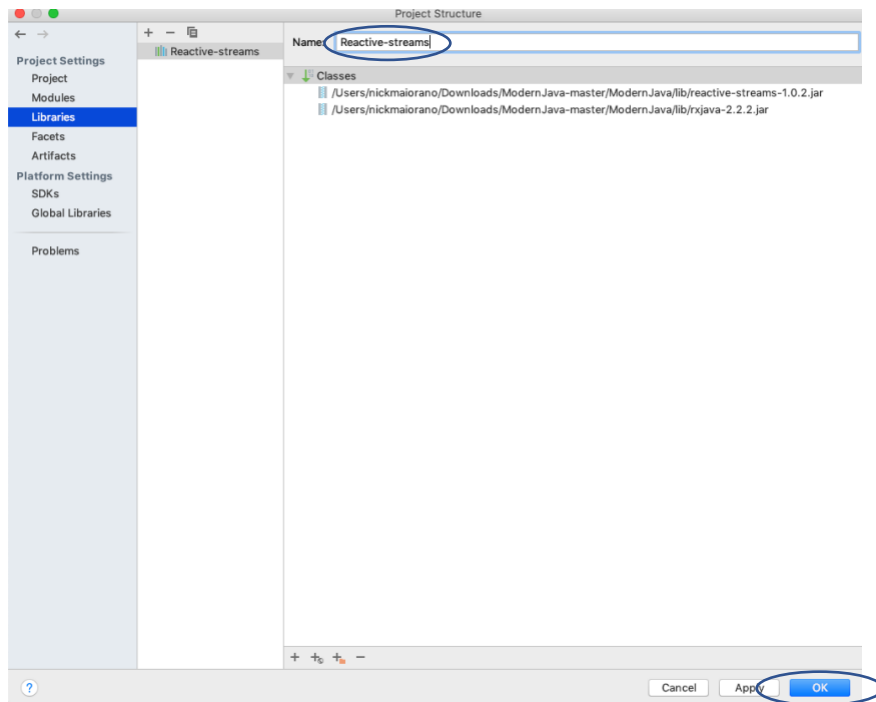 Project Structure
Project Settings
Project
Modules
Libraries
Facets
Artifacts
Platform Settings
SDKs
Global Libraries
Problems
Reactive-streams
Name: Reactive-streams
Classes
/Users/nickmaiorano/Downloads/ModernJava-master/ModernJava/lib/reactive-streams-1.0.2.jar
/Users/nickmaiorano/Downloads/ModernJava-master/ModernJava/lib/rxjava-2.2.2.jar
? Cancel Apply OK